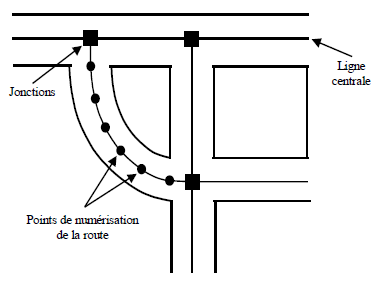 Jonctions
Ligne
centrale
Points de numérisation
de la route